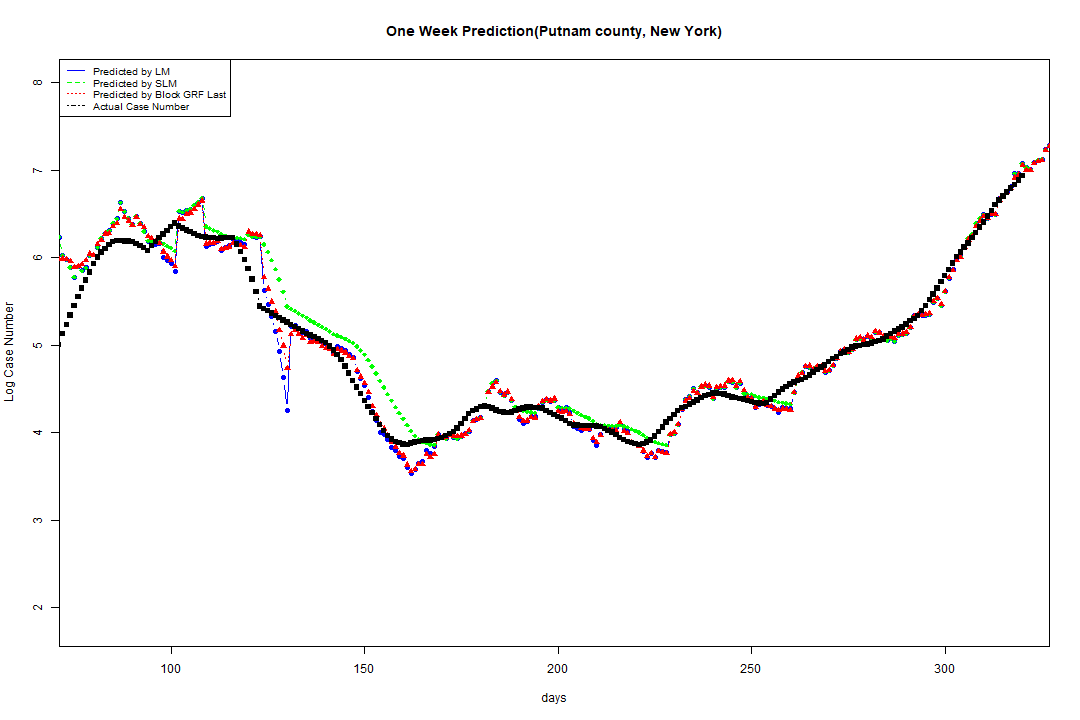 One Week Prediction(Putnam county, New York)
Predicted by LM
Predicted by SLM
Predicted by Block GRF Last
Actual Case Number
8
7
6
5
4
3
2
Log Case Number
100 150 200 250 300
days